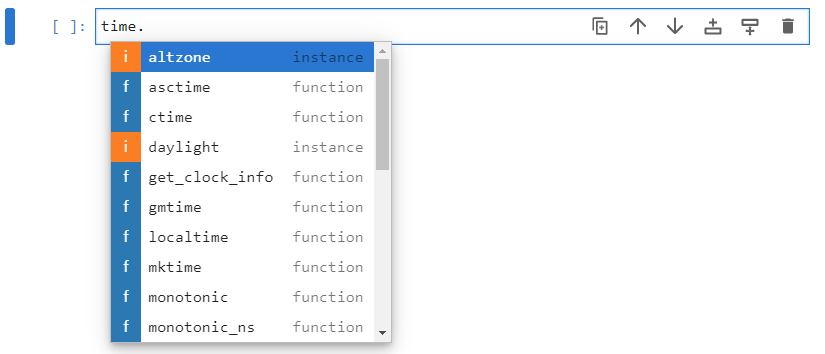 [ ]: time.
i altzone instance
f asctime function
f ctime function
i daylight instance
f get_clock_info function
f gmtime function
f localtime function
f mktime function
f monotonic function
f monotonic_ns function